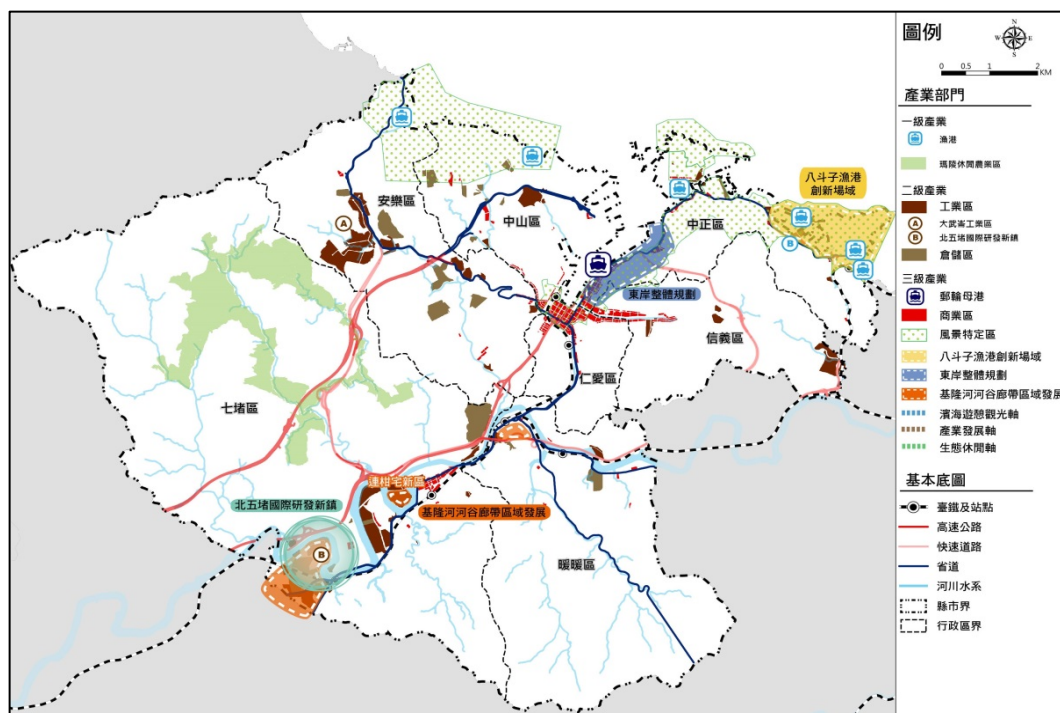 安樂區
中山區
中正區
八斗子漁港
創新場域
A
B
東岸整體規劃
信義區
仁愛區
七堵區
連柑宅新區
北五堵國際研發新鎮
基隆河河谷廊帶區域發展
B
暖暖區
圖例
N
W
E
S
0 0.5 1 2
KM
產業部門
一級產業
漁港
瑪陵休閒農業區
二級產業
工業區
A 大武崙工業區
B 北五堵國際研發新鎮
倉儲區
三級產業
郵輪母港
商業區
風景特定區
八斗子漁港創新場域
東岸整體規劃
基隆河河谷廊帶區域發展
濱海遊憩觀光軸
產業發展軸
生態休閒軸
基本底圖
臺鐵及站點
高速公路
快速道路
省道
河川水系
縣市界
行政區界